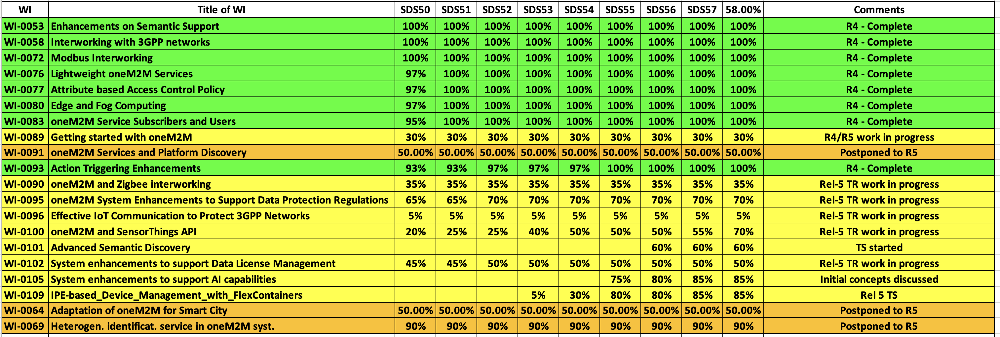 WI Title of WI SDS50 SDS51 SDS52 SDS53 SDS54 SDS55 SDS56 SDS57 58.00% Comments
WI-0053 Enhancements on Semantic Support 100% 100% 100% 100% 100% 100% 100% 100% 100% R4 - Complete
WI-0058 Interworking with 3GPP networks 100% 100% 100% 100% 100% 100% 100% 100% 100% R4 - Complete
WI-0072 Modbus Interworking 100% 100% 100% 100% 100% 100% 100% 100% 100% R4 - Complete
WI-0076 Lightweight oneM2M Services 97% 100% 100% 100% 100% 100% 100% 100% 100% R4 - Complete
WI-0077 Attribute based Access Control Policy 97% 100% 100% 100% 100% 100% 100% 100% 100% R4 - Complete
WI-0080 Edge and Fog Computing 97% 100% 100% 100% 100% 100% 100% 100% 100% R4 - Complete
WI-0083 oneM2M Service Subscribers and Users 95% 100% 100% 100% 100% 100% 100% 100% 100% R4 - Complete
WI-0089 Getting started with oneM2M 30% 30% 30% 30% 30% 30% 30% 30% 30% R4/R5 work in progress
WI-0091 oneM2M Services and Platform Discovery 50.00% 50.00% 50.00% 50.00% 50.00% 50.00% 50.00% 50.00% 50.00% Postponed to R5
WI-0093 Action Triggering Enhancements 93% 93% 97% 97% 97% 100% 100% 100% 100% R4 - Complete
WI-0090 oneM2M and Zigbee interworking 35% 35% 35% 35% 35% 35% 35% 35% 35% Rel-5 TR work in progress
WI-0095 oneM2M System Enhancements to Support Data Protection Regulations 65% 65% 70% 70% 70% 70% 70% 70% 70% Rel-5 TR work in progress
WI-0096 Effective IoT Communication to Protect 3GPP Networks 5% 5% 5% 5% 5% 5% 5% 5% 5% Rel-5 TR work in progress
WI-0100 oneM2M and SensorThings API 20% 25% 25% 40% 50% 50% 50% 55% 70% Rel-5 TR work in progress
WI-0101 Advanced Semantic Discovery 60% 60% 60% TS started
WI-0102 System enhancements to support Data License Management 45% 45% 50% 50% 50% 50% 50% 50% 50% Rel-5 TR work in progress
WI-0105 System enhancements to support AI capabilities 75% 80% 85% 85% Initial concepts discussed
WI-0109 IPE-based_Device_Management_with_FlexContainers 5% 30% 80% 80% 85% 85% Rel 5 TS
WI-0064 Adaptation of oneM2M for Smart City 50.00% 50.00% 50.00% 50.00% 50.00% 50.00% 50.00% 50.00% 50.00% Postponed to R5
WI-0069 Heterogen. identificat. service in oneM2M syst. 90% 90% 90% 90% 90% 90% 90% 90% 90% Postponed to R5